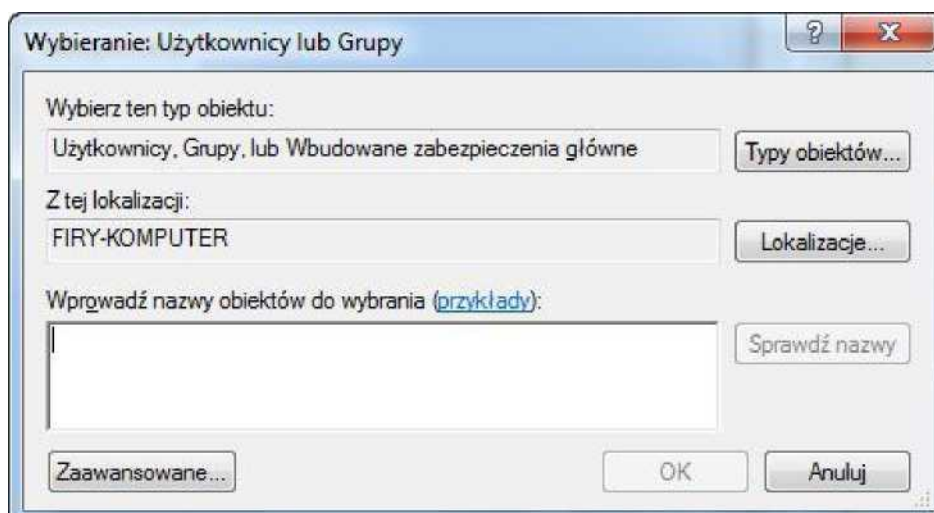 Wybieranie: Użytkownicy lub Grupy
Wybierz ten typ obiektu:
Użytkownicy, Grupy, lub Wbudowane zabezpieczenia główne
Typy obiektów...
Z tej lokalizacji:
FIRY-KOMPUTER
Lokalizacje...
Wprowadź nazwy obiektów do wybrania (przykłady):
Sprawdź nazwy
Zaawansowane...
OK
Anuluj